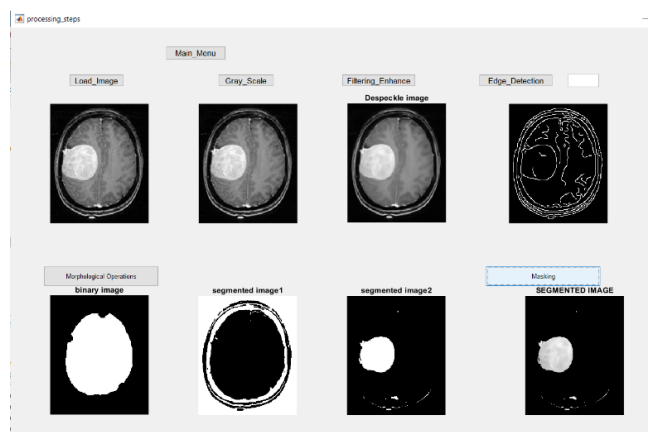 processing_steps
Main_Menu
Load_Image
Gray_Scale
Filtering_Enhance
Edge_Detection
Despeckle image
Morphological Operations
Masking
binary image
segmented image1
segmented image2
SEGMENTED IMAGE